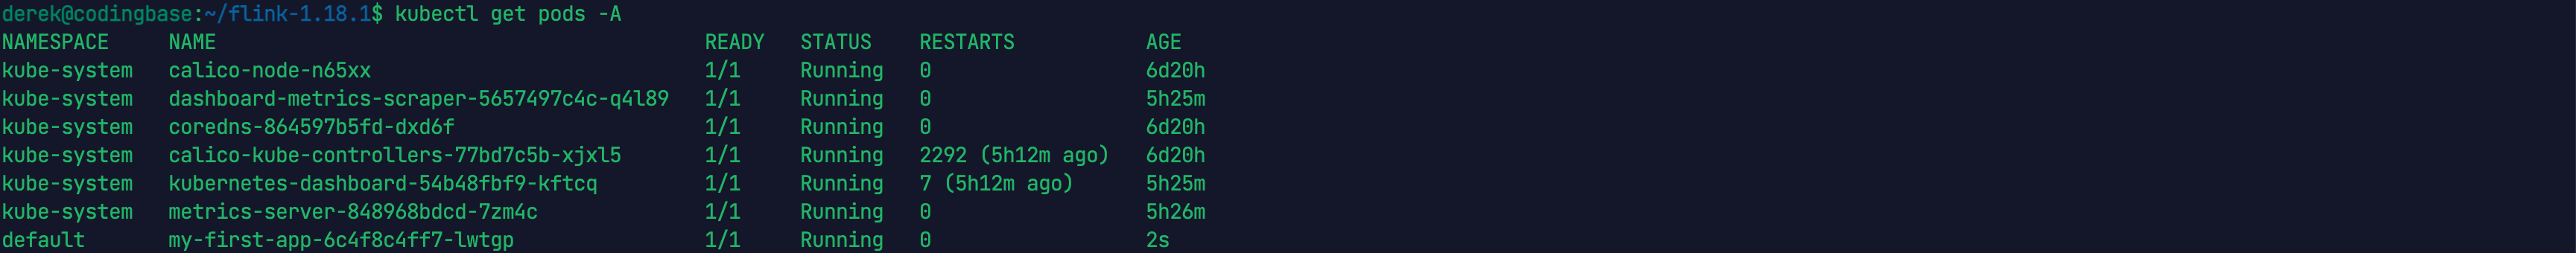 derek@codingbase:~/flink-1.18.1$ kubectl get pods -A
NAMESPACE     NAME                                         READY   STATUS    RESTARTS           AGE
kube-system   calico-node-n65xx                            1/1     Running   0                  6d20h
kube-system   dashboard-metrics-scraper-5657497c4c-q4l89   1/1     Running   0                  5h25m
kube-system   coredns-864597b5fd-dxd6f                     1/1     Running   0                  6d20h
kube-system   calico-kube-controllers-77bd7c5b-xjxl5       1/1     Running   2292 (5h12m ago)   6d20h
kube-system   kubernetes-dashboard-54b48fbf9-kftcq         1/1     Running   7 (5h12m ago)      5h25m
kube-system   metrics-server-848968bdcd-7zm4c              1/1     Running   0                  5h26m
default       my-first-app-6c4f8c4ff7-lwtgp                1/1     Running   0                  2s